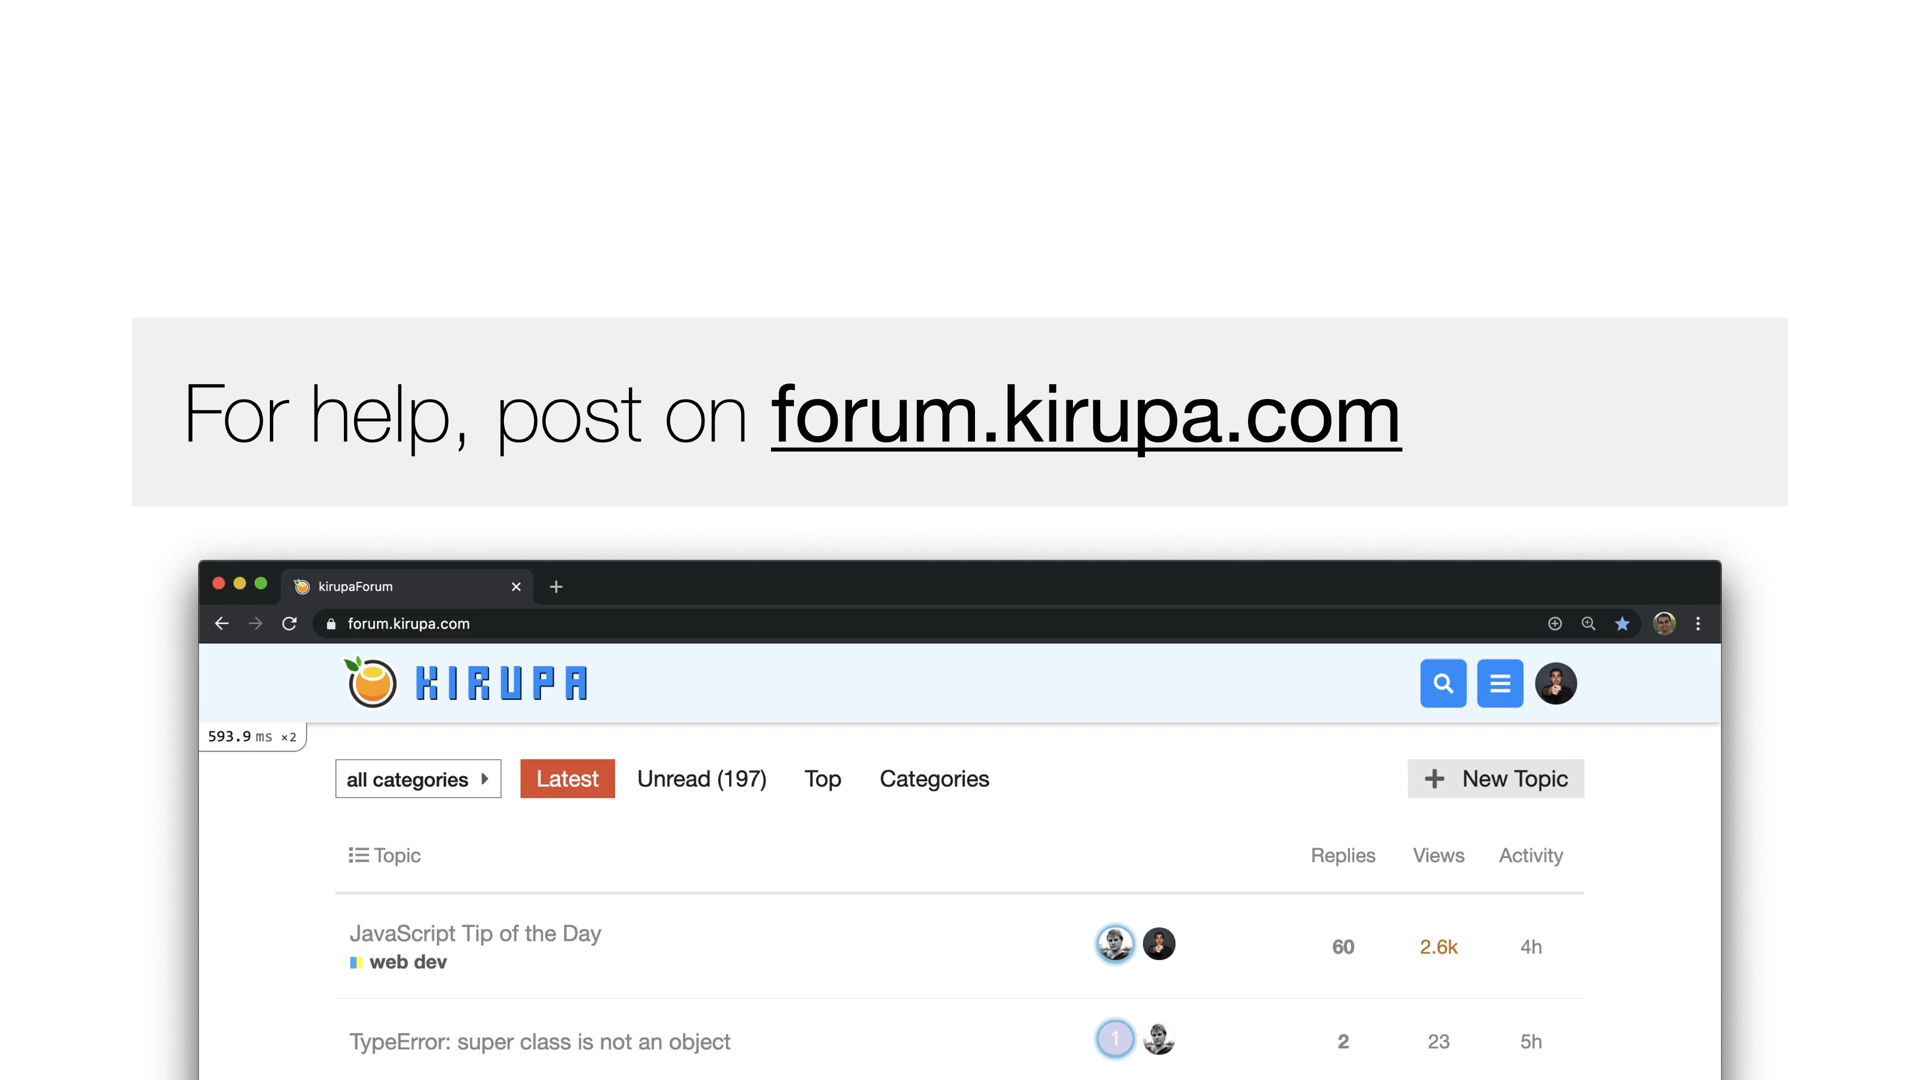 For help, post on forum.kirupa.com
kirupaForum
forum.kirupa.com
KIRUPA
593.9 ms ×2
all categories Latest Unread (197) Top Categories New Topic
Topic Replies Views Activity
JavaScript Tip of the Day
web dev
60 2.6k 4h
TypeError: super class is not an object 1 2 23 5h